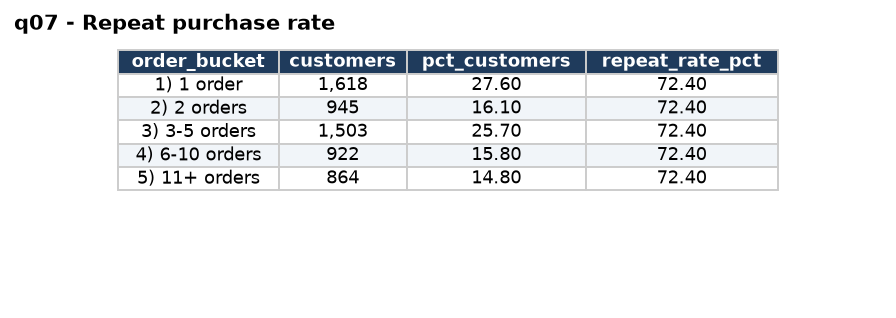 q07 - Repeat purchase rate
order_bucket customers pct_customers repeat_rate_pct
1) 1 order 1,618 27.60 72.40
2) 2 orders 945 16.10 72.40
3) 3-5 orders 1,503 25.70 72.40
4) 6-10 orders 922 15.80 72.40
5) 11+ orders 864 14.80 72.40